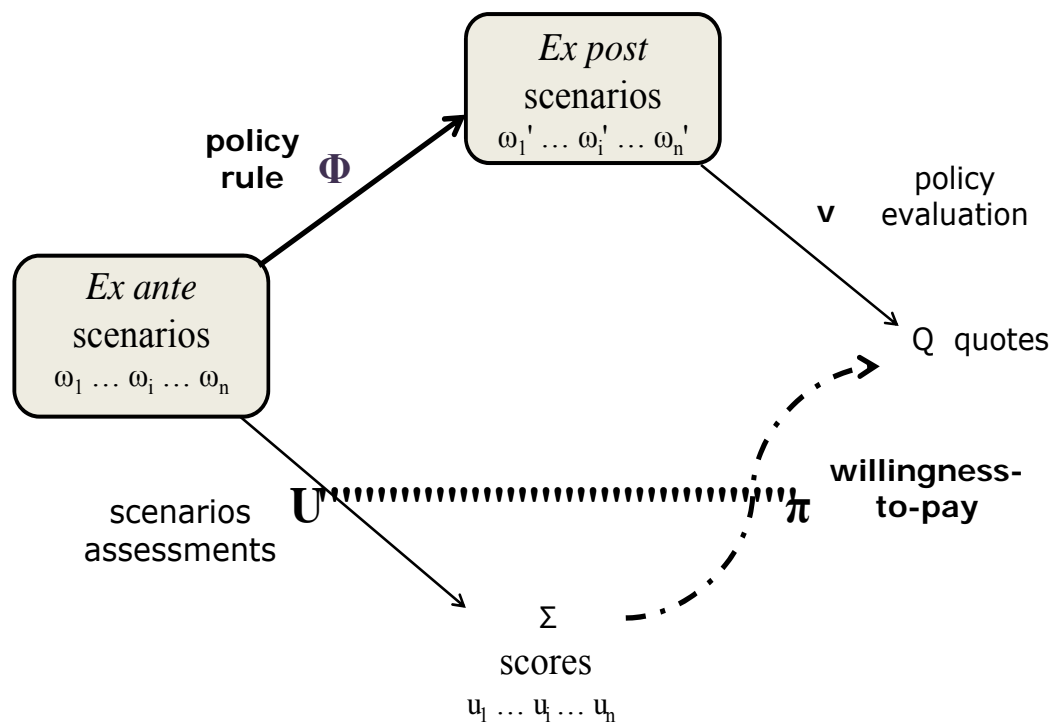 Ex post
scenarios
ω₁' … ωᵢ' … ωₙ'
policy
rule Φ
v
policy
evaluation
Ex ante
scenarios
ω₁ … ωᵢ … ωₙ
Q quotes
willingness-
to-pay
U
π
scenarios
assessments
Σ
scores
u₁ … uᵢ … uₙ